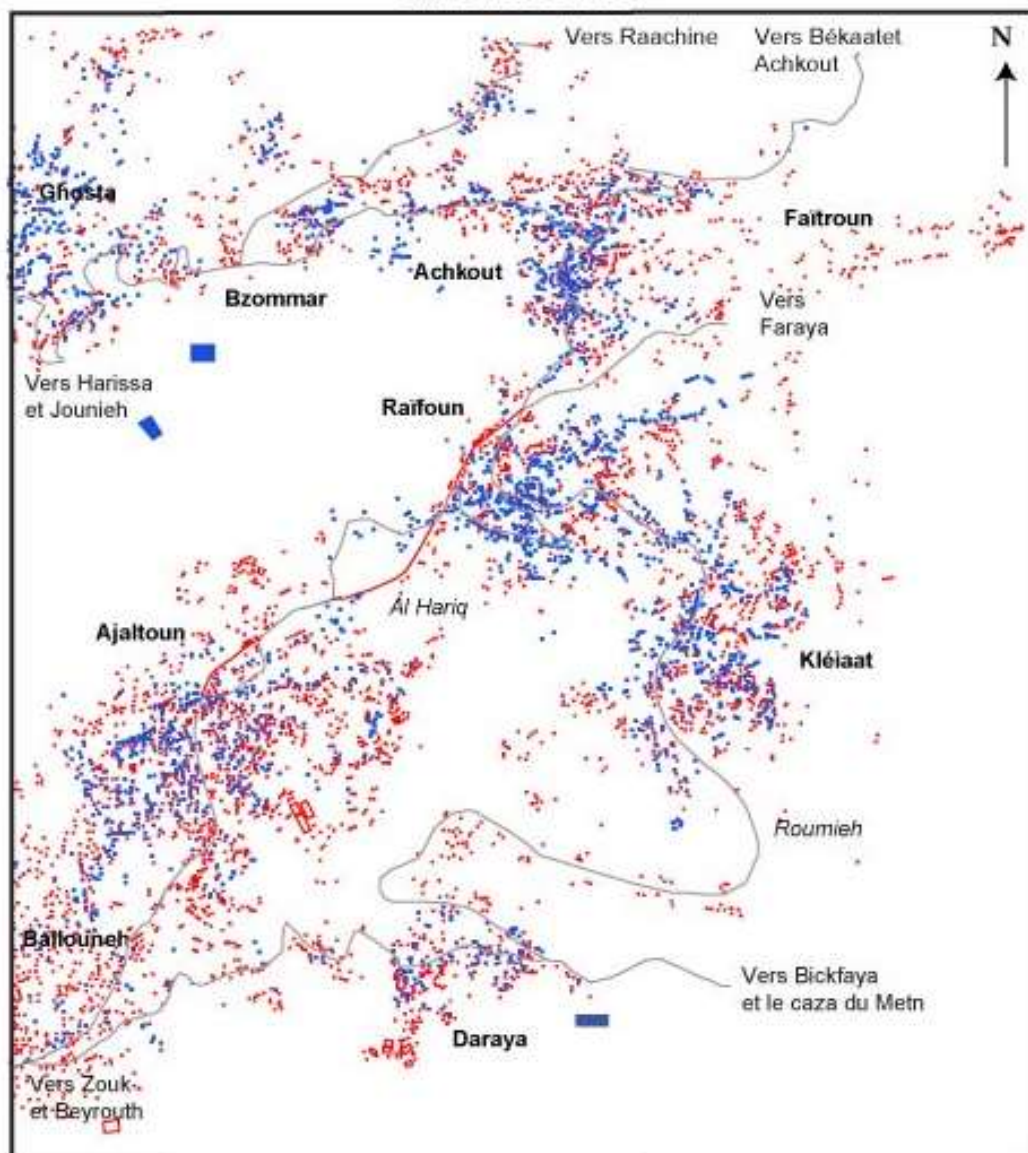 Vers Raachine
Vers Békaatet
Achkout
N
Ghosta
Faïtroun
Achkout
Bzommar
Vers
Faraya
Vers Harissa
et Jounieh
Raïfoun
Al Hariq
Ajaltoun
Kléiaat
Roumieh
Ballouneh
Vers Bickfaya
et le caza du Metn
Daraya
Vers Zouk
et Beyrouth